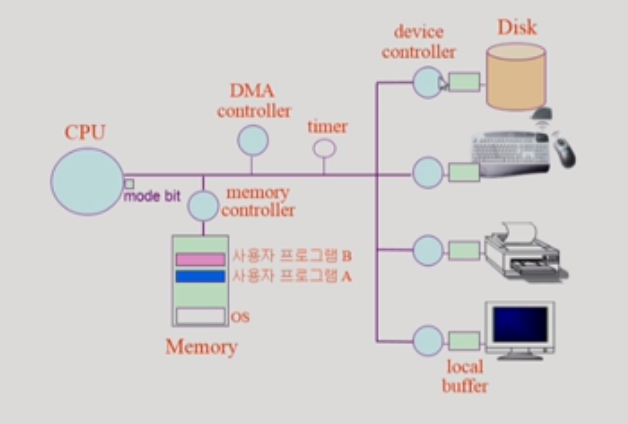 device
controller
Disk
DMA
controller
timer
CPU
mode bit
memory
controller
사용자 프로그램 B
사용자 프로그램 A
OS
Memory
local
buffer